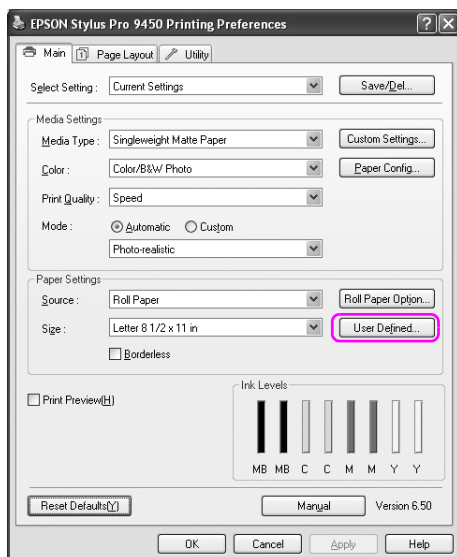 EPSON Stylus Pro 9450 Printing Preferences
Main Page Layout Utility
Select Setting : Current Settings Save/Del...
Media Settings
Media Type : Singleweight Matte Paper Custom Settings...
Color : Color/B&W Photo Paper Config...
Print Quality : Speed
Mode : Automatic Custom
Photo-realistic
Paper Settings
Source : Roll Paper Roll Paper Option...
Size : Letter 8 1/2 x 11 in User Defined...
Borderless
Print Preview(H)
Ink Levels
MB MB C C M M Y Y
Reset Defaults(Y) Manual Version 6.50
OK Cancel Apply Help